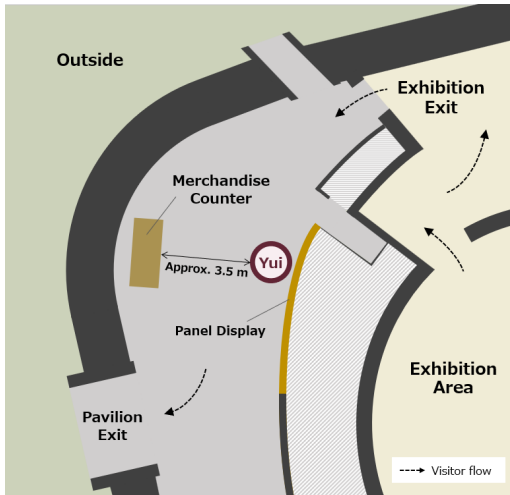 Outside
Exhibition
Exit
Merchandise
Counter
Approx. 3.5 m
Yui
Panel Display
Exhibition
Area
Pavilion
Exit
Visitor flow